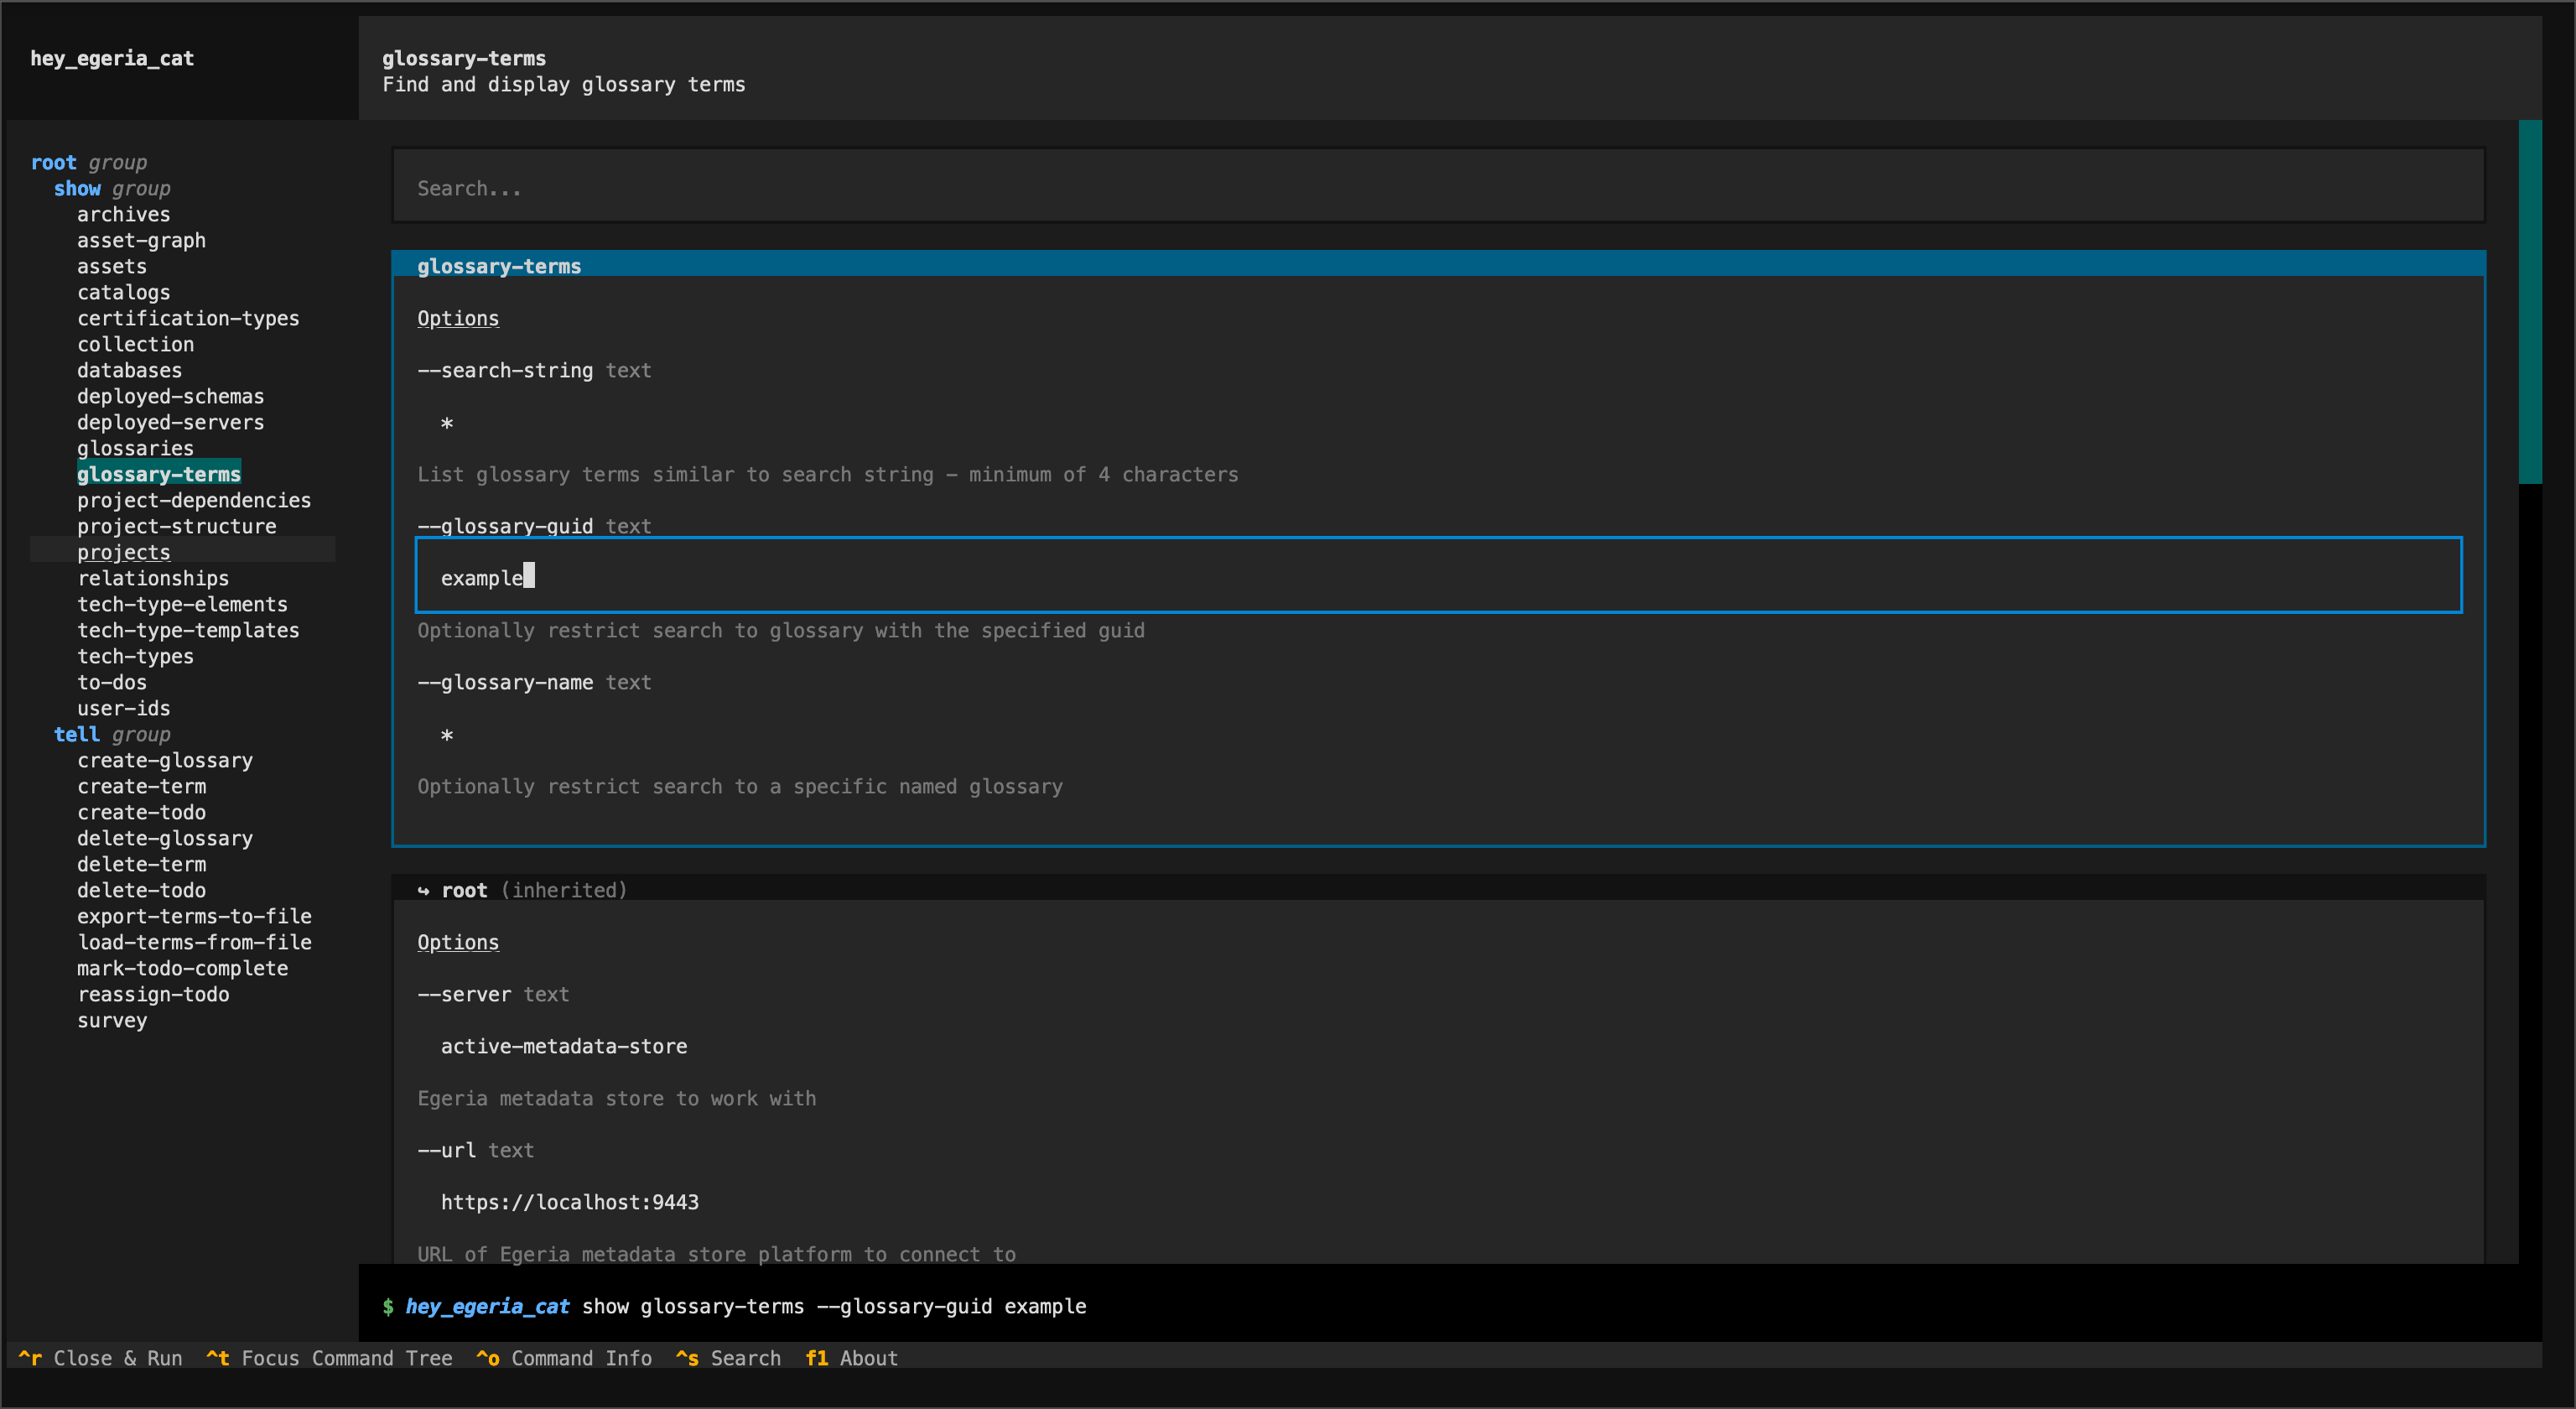 hey_egeria_cat
glossary-terms
Find and display glossary terms
root group
show group
archives
asset-graph
assets
catalogs
certification-types
collection
databases
deployed-schemas
deployed-servers
glossaries
glossary-terms
project-dependencies
project-structure
projects
relationships
tech-type-elements
tech-type-templates
tech-types
to-dos
user-ids
tell group
create-glossary
create-term
create-todo
delete-glossary
delete-term
delete-todo
export-terms-to-file
load-terms-from-file
mark-todo-complete
reassign-todo
survey
Search...
glossary-terms
Options
--search-string text
*
List glossary terms similar to search string - minimum of 4 characters
--glossary-guid text
example
Optionally restrict search to glossary with the specified guid
--glossary-name text
*
Optionally restrict search to a specific named glossary
↪ root (inherited)
Options
--server text
active-metadata-store
Egeria metadata store to work with
--url text
https://localhost:9443
URL of Egeria metadata store platform to connect to
$ hey_egeria_cat show glossary-terms --glossary-guid example
^r Close & Run ^t Focus Command Tree ^o Command Info ^s Search f1 About